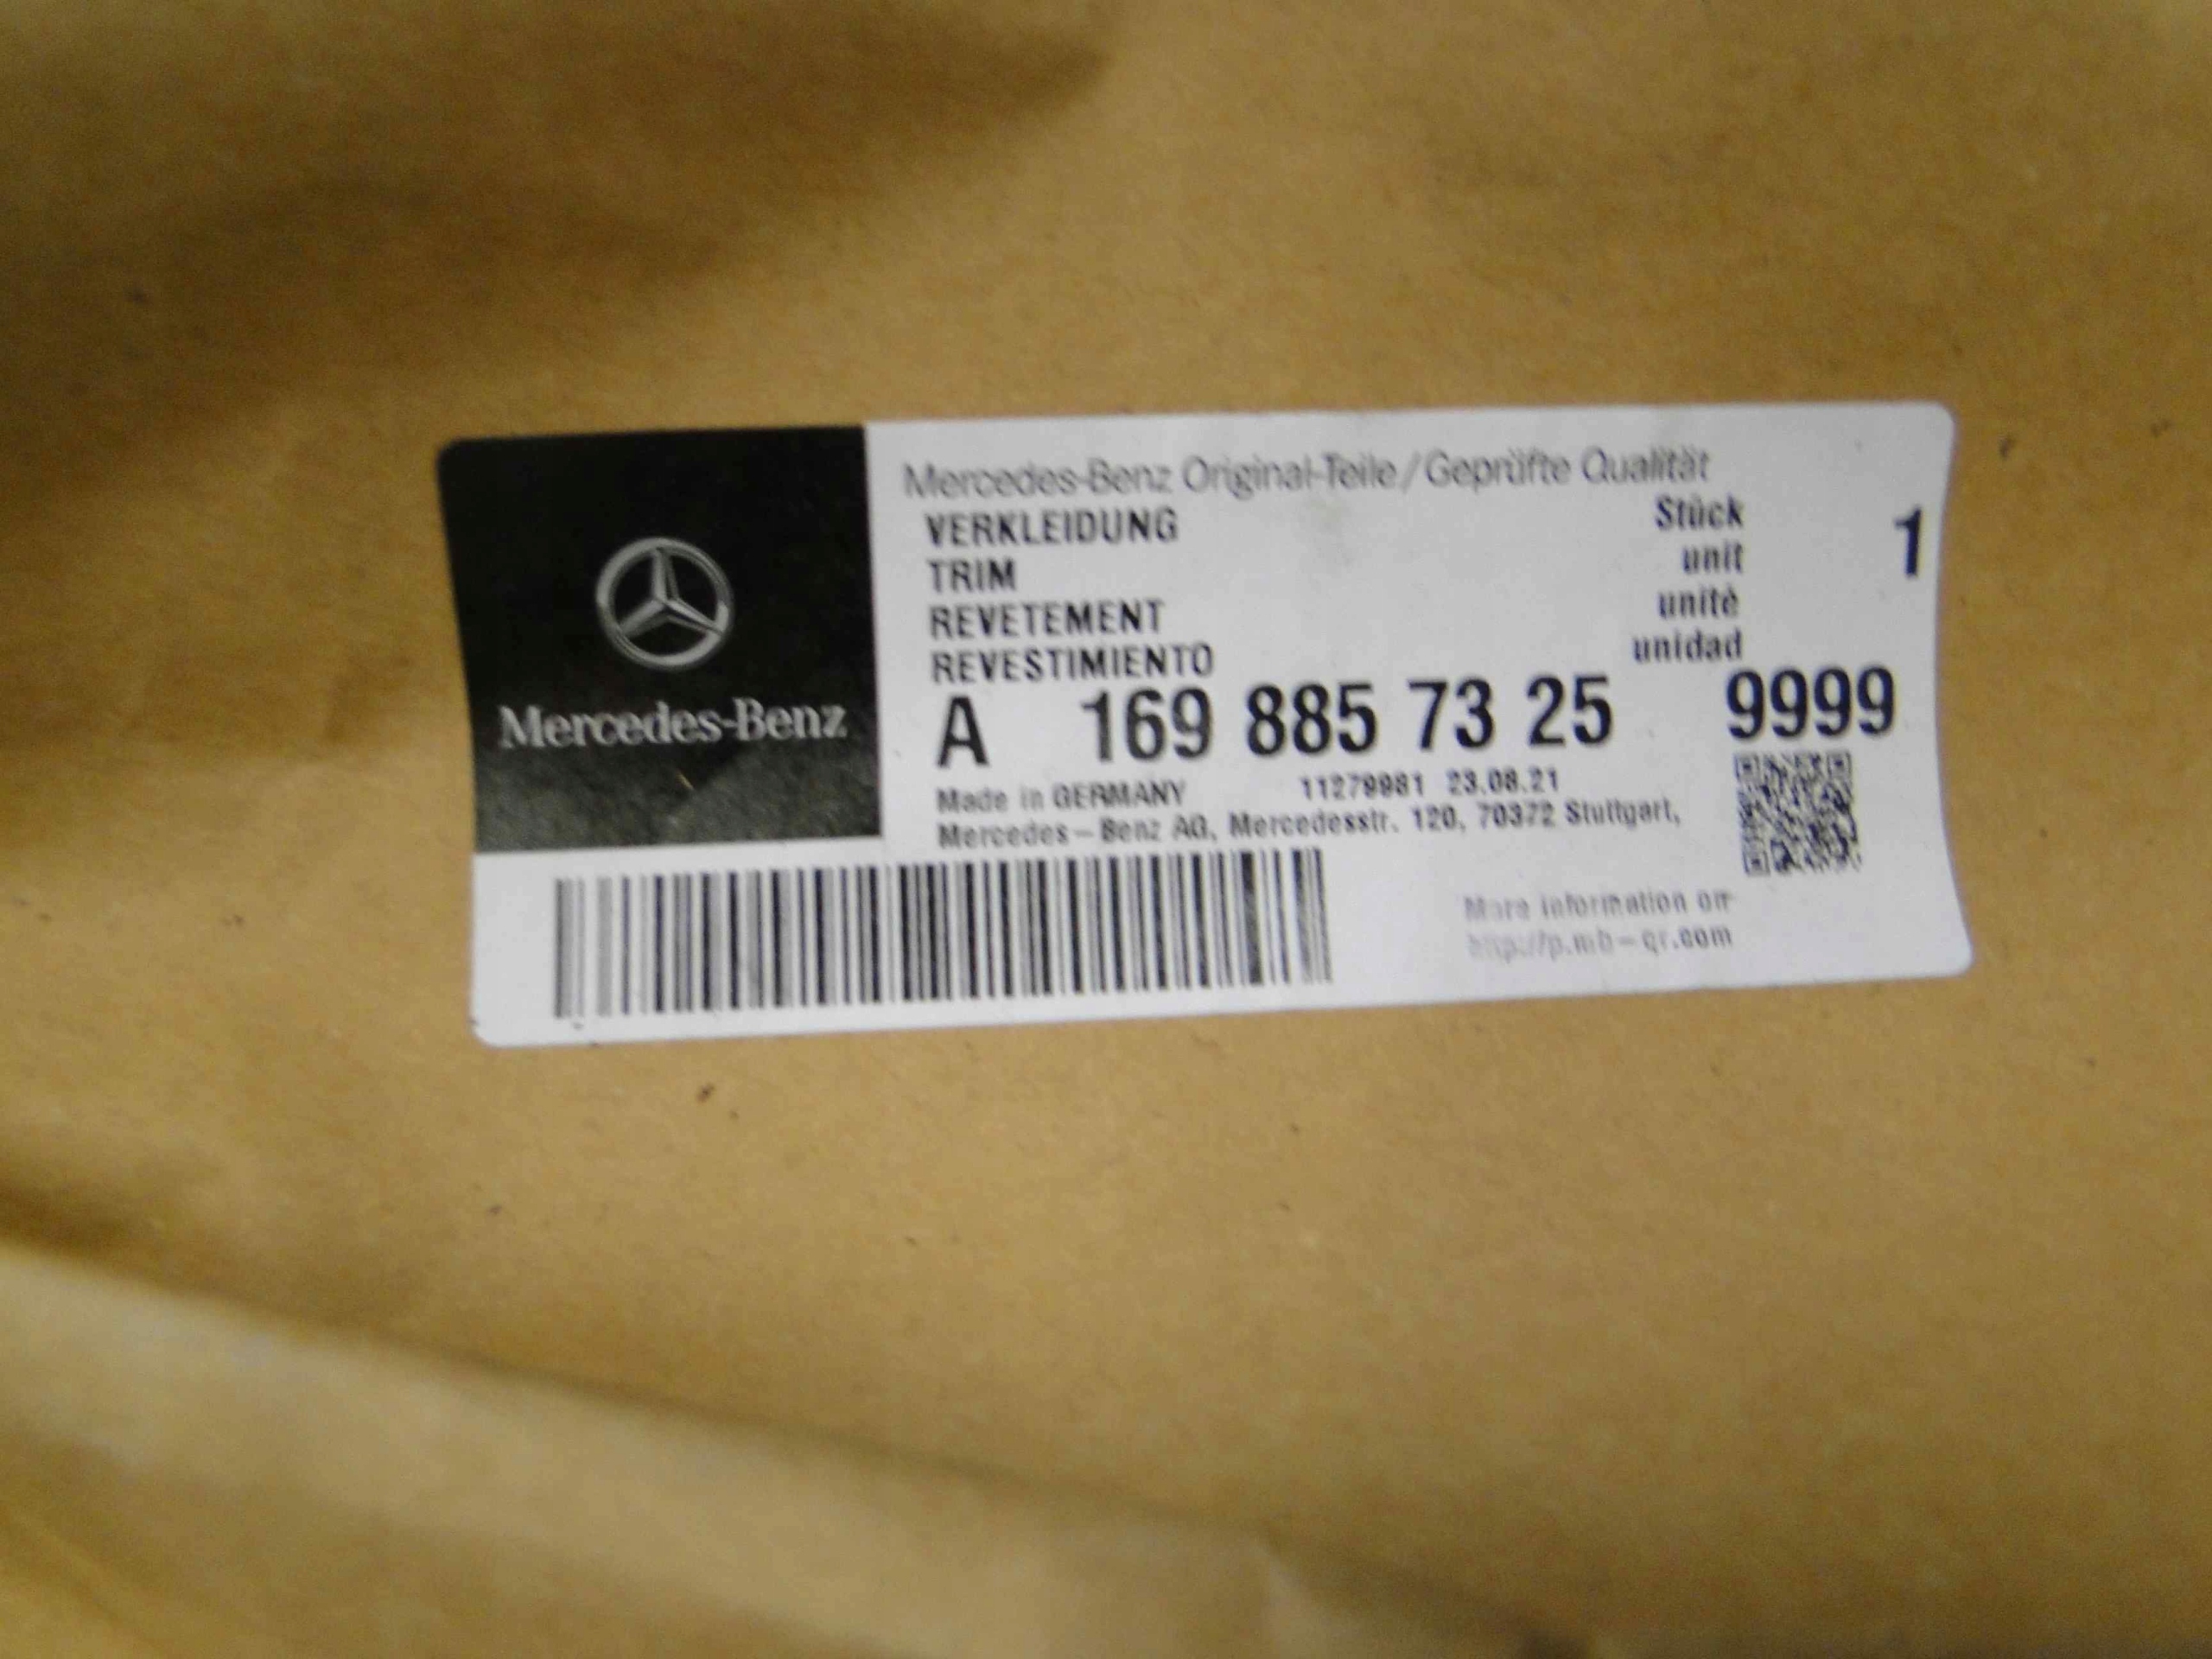 Mercedes-Benz
Mercedes-Benz Original-Teile/Geprüfte Qualität
VERKLEIDUNG
TRIM
REVETEMENT
REVESTIMIENTO
Stück
unit
unité
unidad
1
A 169 885 73 25 9999
Made in GERMANY 11279981 23.08.21
Mercedes-Benz AG, Mercedesstr. 120, 70372 Stuttgart,
More information on
http://p.mb-qr.com